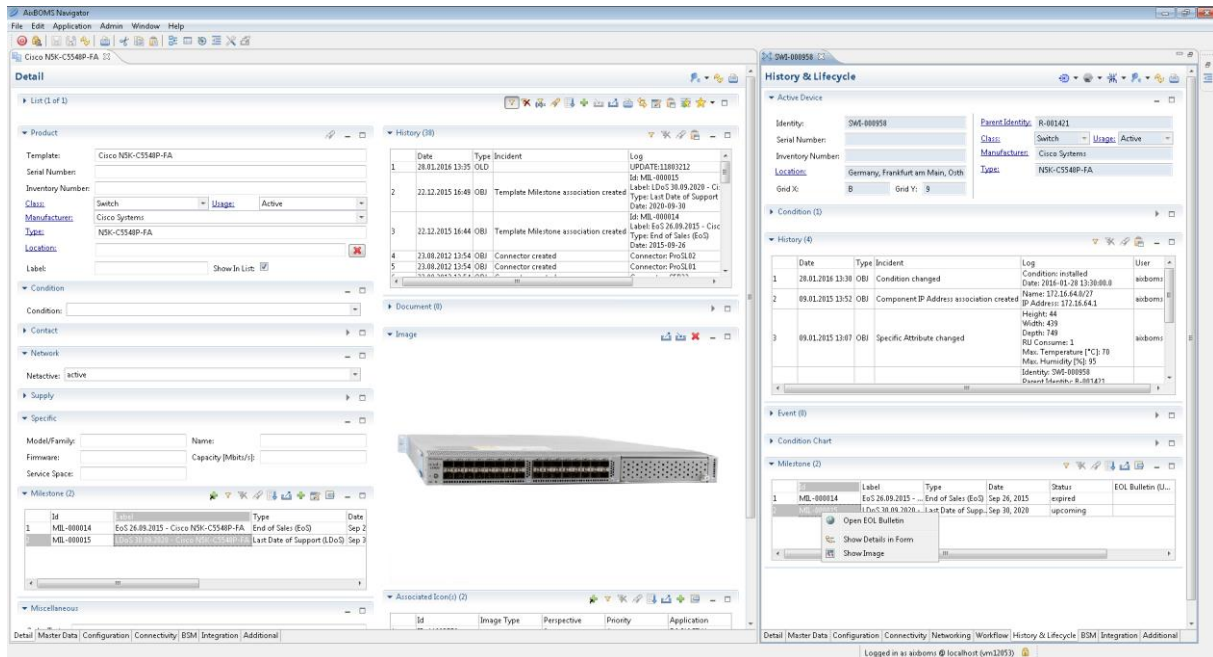 AixBOMS Navigator
File Edit Application Admin Window Help
Cisco N5K-C5548P-FA
Detail
List (1 of 1)
Product
Template: Cisco N5K-C5548P-FA
Serial Number:
Inventory Number:
Class: Switch Usage: Active
Manufacturer: Cisco Systems
Type: N5K-C5548P-FA
Location:
Label: Show In List:
Condition
Condition:
Contact
Network
Netactive: active
Supply
Specific
Model/Family: Name:
Firmware: Capacity [Mbits/s]:
Service Space:
Milestone (2)
Id Label Type Date
1 MIL-000014 EoS 26.09.2015 - Cisco N5K-C5548P-FA End of Sales (EoS) Sep 2
2 MIL-000015 LDoS 30.09.2020 - Cisco N5K-C5548P-FA Last Date of Support (LDoS) Sep 3
Miscellaneous
History (38)
Date Type Incident Log
1 28.01.2016 13:35 OLD UPDATE:11803212
Id: MIL-000015
Label: LDoS 30.09.2020 - Ci
2 22.12.2015 16:49 OBJ Template Milestone association created
Type: Last Date of Support
Date: 2020-09-30
Id: MIL-000014
Label: EoS 26.09.2015 - Cisc
3 22.12.2015 16:44 OBJ Template Milestone association created
Type: End of Sales (EoS)
Date: 2015-09-26
4 23.08.2012 13:54 OBJ Connector created Connector: ProSL02
5 23.08.2012 13:54 OBJ Connector created Connector: ProSL01
Document (0)
Image
Associated Icon(s) (2)
Id Image Type Perspective Priority Application
Detail Master Data Configuration Connectivity BSM Integration Additional
SWI-000958
History & Lifecycle
Active Device
Identity: SWI-000958 Parent Identity: R-001421
Serial Number: Class: Switch Usage: Active
Inventory Number: Manufacturer: Cisco Systems
Location: Germany, Frankfurt am Main, Osth Type: N5K-C5548P-FA
Grid X: B Grid Y: 9
Condition (1)
History (4)
Date Type Incident Log User
1 28.01.2016 13:30 OBJ Condition changed Condition: installed aixboms
Date: 2016-01-28 13:30:00.0
2 09.01.2015 13:52 OBJ Component IP Address association created Name: 172.16.64.0/27 aixboms
IP Address: 172.16.64.1
Height: 44
Width: 439
Depth: 749
3 09.01.2015 13:07 OBJ Specific Attribute changed RU Consume: 1 aixboms
Max. Temperature [°C]: 70
Max. Humidity [%]: 95
Identity: SWI-000958
Parent Identity: R-001421
Event (0)
Condition Chart
Milestone (2)
Label Type Date Status EOL Bulletin (U...
1 MIL-000014 EoS 26.09.2015 - ... End of Sales (EoS) Sep 26, 2015 expired
2 MIL-000015 LDoS 30.09.2020 - Last Date of Supp... Sep 30, 2020 upcoming
Open EOL Bulletin
Show Details in Form
Show Image
Detail Master Data Configuration Connectivity Networking Workflow History & Lifecycle BSM Integration Additional
Logged in as aixboms @ localhost (vm12053)